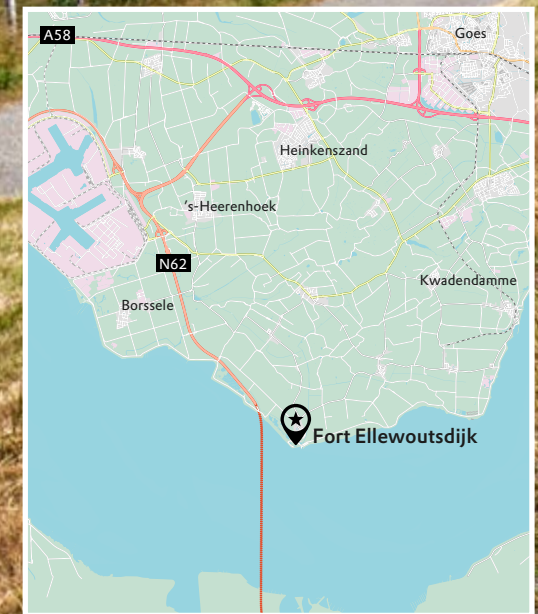 A58
Goes
Heinkenszand
's-Heerenhoek
N62
Kwadendamme
Borssele
Fort Ellewoutsdijk